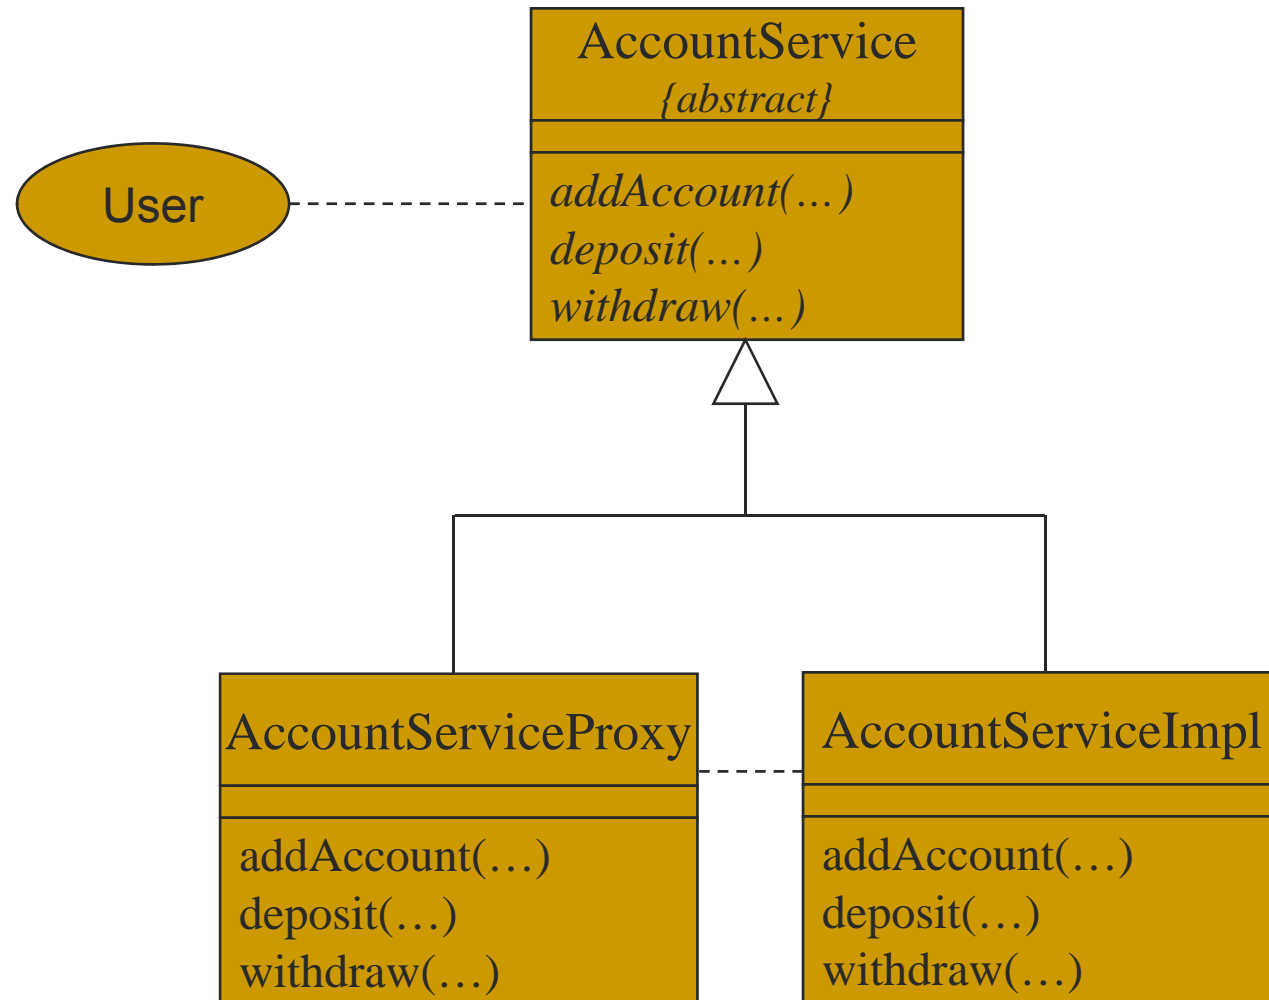 AccountService
{abstract}
User
addAccount(…)
deposit(…)
withdraw(…)
AccountServiceProxy
addAccount(…)
deposit(…)
withdraw(…)
AccountServiceImpl
addAccount(…)
deposit(…)
withdraw(…)